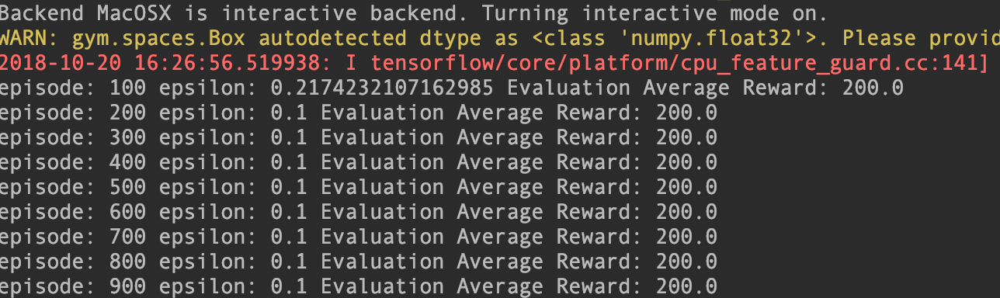 Backend MacOSX is interactive backend. Turning interactive mode on.
WARN: gym.spaces.Box autodetected dtype as <class 'numpy.float32'>. Please provid
2018-10-20 16:26:56.519938: I tensorflow/core/platform/cpu_feature_guard.cc:141]
episode: 100 epsilon: 0.2174232107162985 Evaluation Average Reward: 200.0
episode: 200 epsilon: 0.1 Evaluation Average Reward: 200.0
episode: 300 epsilon: 0.1 Evaluation Average Reward: 200.0
episode: 400 epsilon: 0.1 Evaluation Average Reward: 200.0
episode: 500 epsilon: 0.1 Evaluation Average Reward: 200.0
episode: 600 epsilon: 0.1 Evaluation Average Reward: 200.0
episode: 700 epsilon: 0.1 Evaluation Average Reward: 200.0
episode: 800 epsilon: 0.1 Evaluation Average Reward: 200.0
episode: 900 epsilon: 0.1 Evaluation Average Reward: 200.0